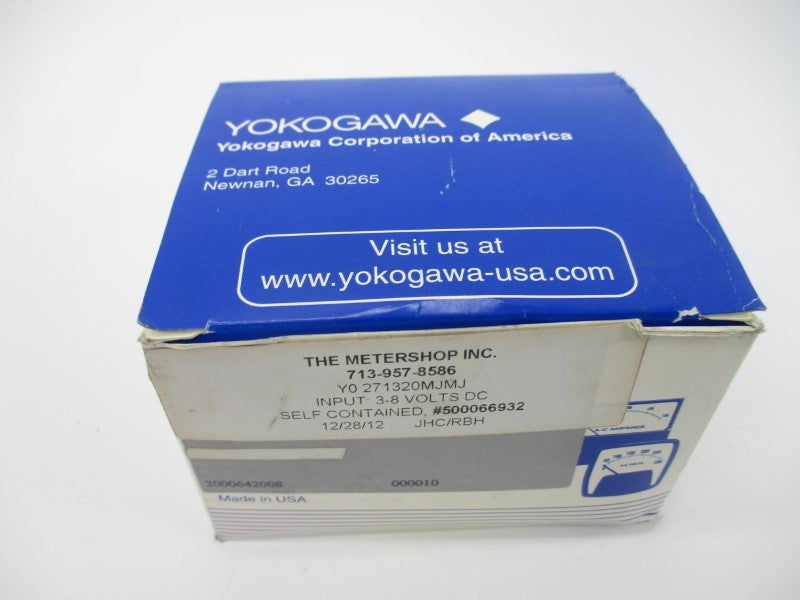 YOKOGAWA
Yokogawa Corporation of America
2 Dart Road
Newnan, GA 30265
Visit us at
www.yokogawa-usa.com
THE METERSHOP INC.
713-957-8586
Y0 271320MJMJ
INPUT: 3-8 VOLTS DC
SELF CONTAINED, #500066932
12/28/12 JHC/RBH
2000642008 000010
Made in USA
A-C AMPERES
A-C VOLTS